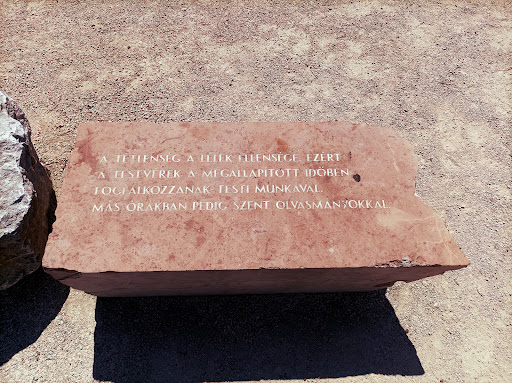 A TÉTLENSÉG A LÉLEK ELLENSÉGE. EZÉRT
A TESTVÉREK A MEGÁLLAPÍTOTT IDŐBEN
FOGLALKOZZANAK TESTI MUNKÁVAL,
MÁS ÓRÁKBAN PEDIG SZENT OLVASMÁNYOKKAL.